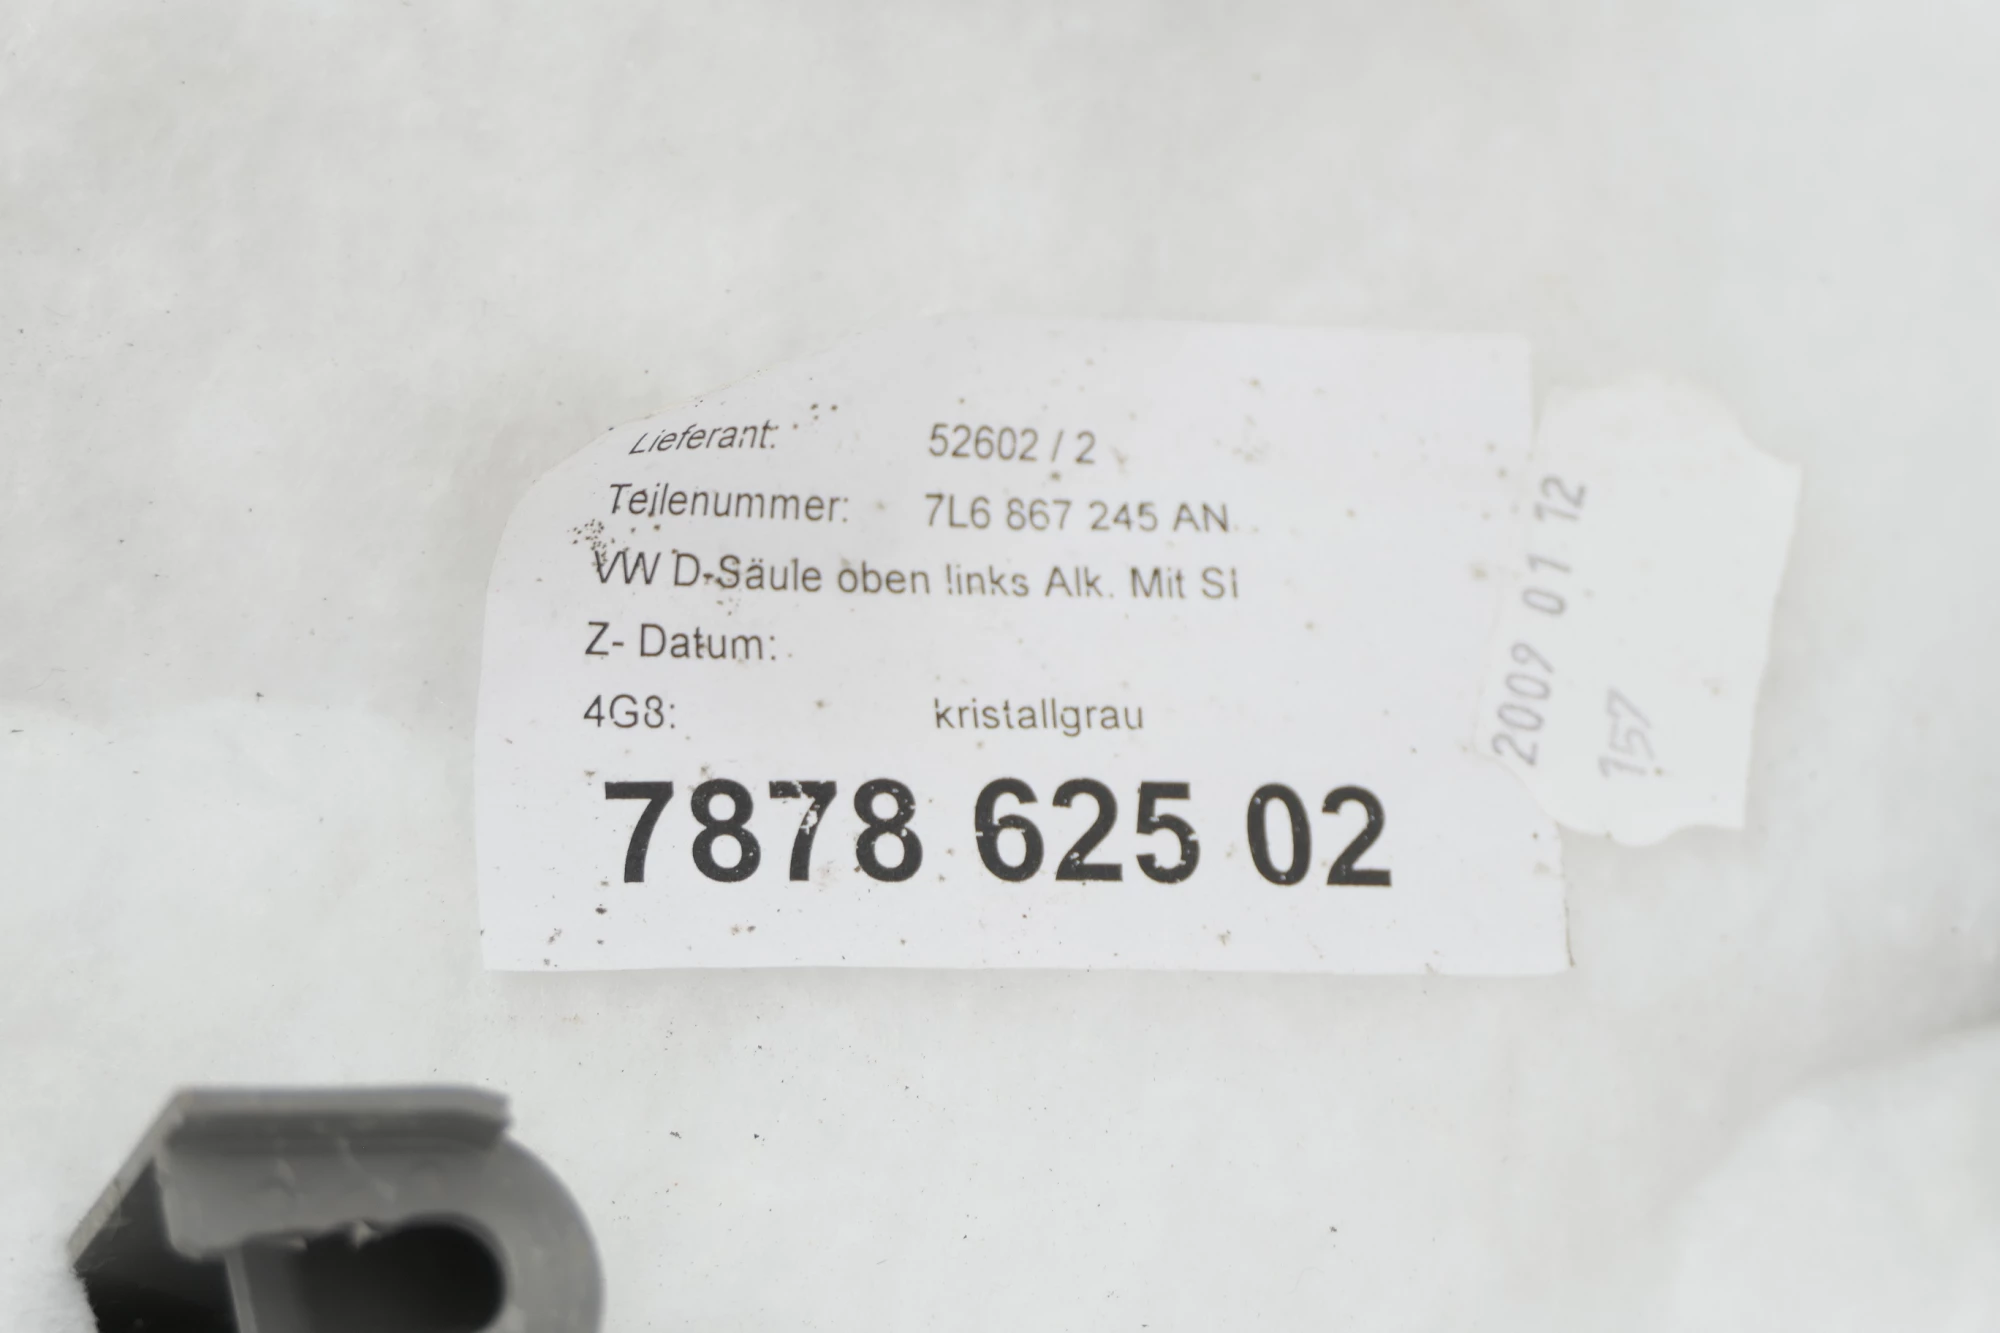 Lieferant: 52602 / 2
Teilenummer: 7L6 867 245 AN
VW D-Säule oben links Alk. Mit SI
Z- Datum:
4G8: kristallgrau
7878 625 02
2009 01 12
157